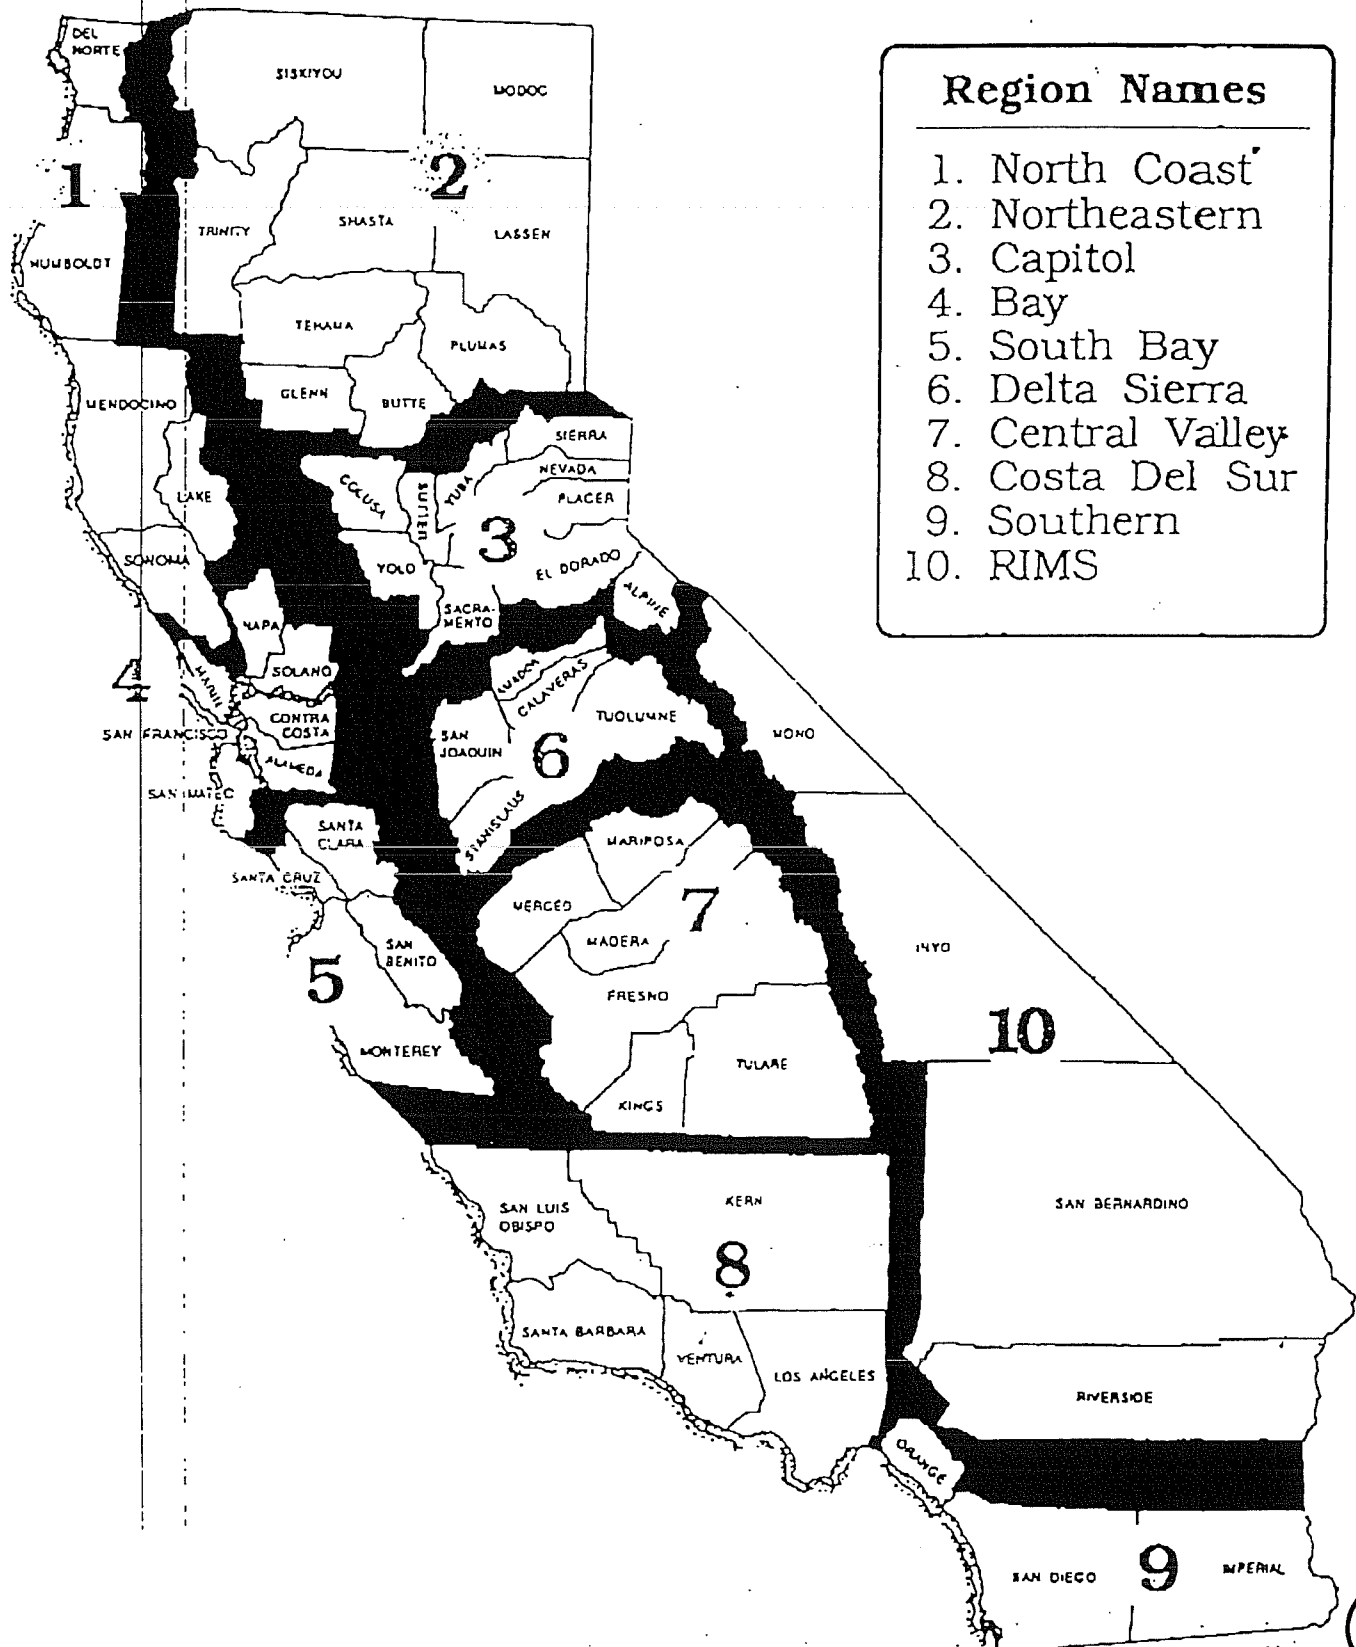 Region Names
1. North Coast
2. Northeastern
3. Capitol
4. Bay
5. South Bay
6. Delta Sierra
7. Central Valley
8. Costa Del Sur
9. Southern
10. RIMS
DEL
NORTE
SISKIYOU
MODOC
1
2
HUMBOLDT
TRINITY
SHASTA
LASSEN
TEHAMA
PLUMAS
MENDOCINO
GLENN
BUTTE
LAKE
COLUSA
SUTTER
YUBA
SIERRA
NEVADA
PLACER
3
SONOMA
YOLO
EL DORADO
ALPINE
NAPA
SACRA-
MENTO
4
MARIN
SOLANO
AMADOR
CALAVERAS
SAN FRANCISCO
CONTRA
COSTA
SAN
JOAQUIN
TUOLUMNE
MONO
6
ALAMEDA
SAN MATEO
STANISLAUS
SANTA
CLARA
MARIPOSA
SANTA CRUZ
MERCED
7
SAN
BENITO
MADERA
INYO
5
FRESNO
10
MONTEREY
TULARE
KINGS
SAN LUIS
OBISPO
KERN
SAN BERNARDINO
8
SANTA BARBARA
VENTURA
LOS ANGELES
RIVERSIDE
ORANGE
SAN DIEGO
9
IMPERIAL